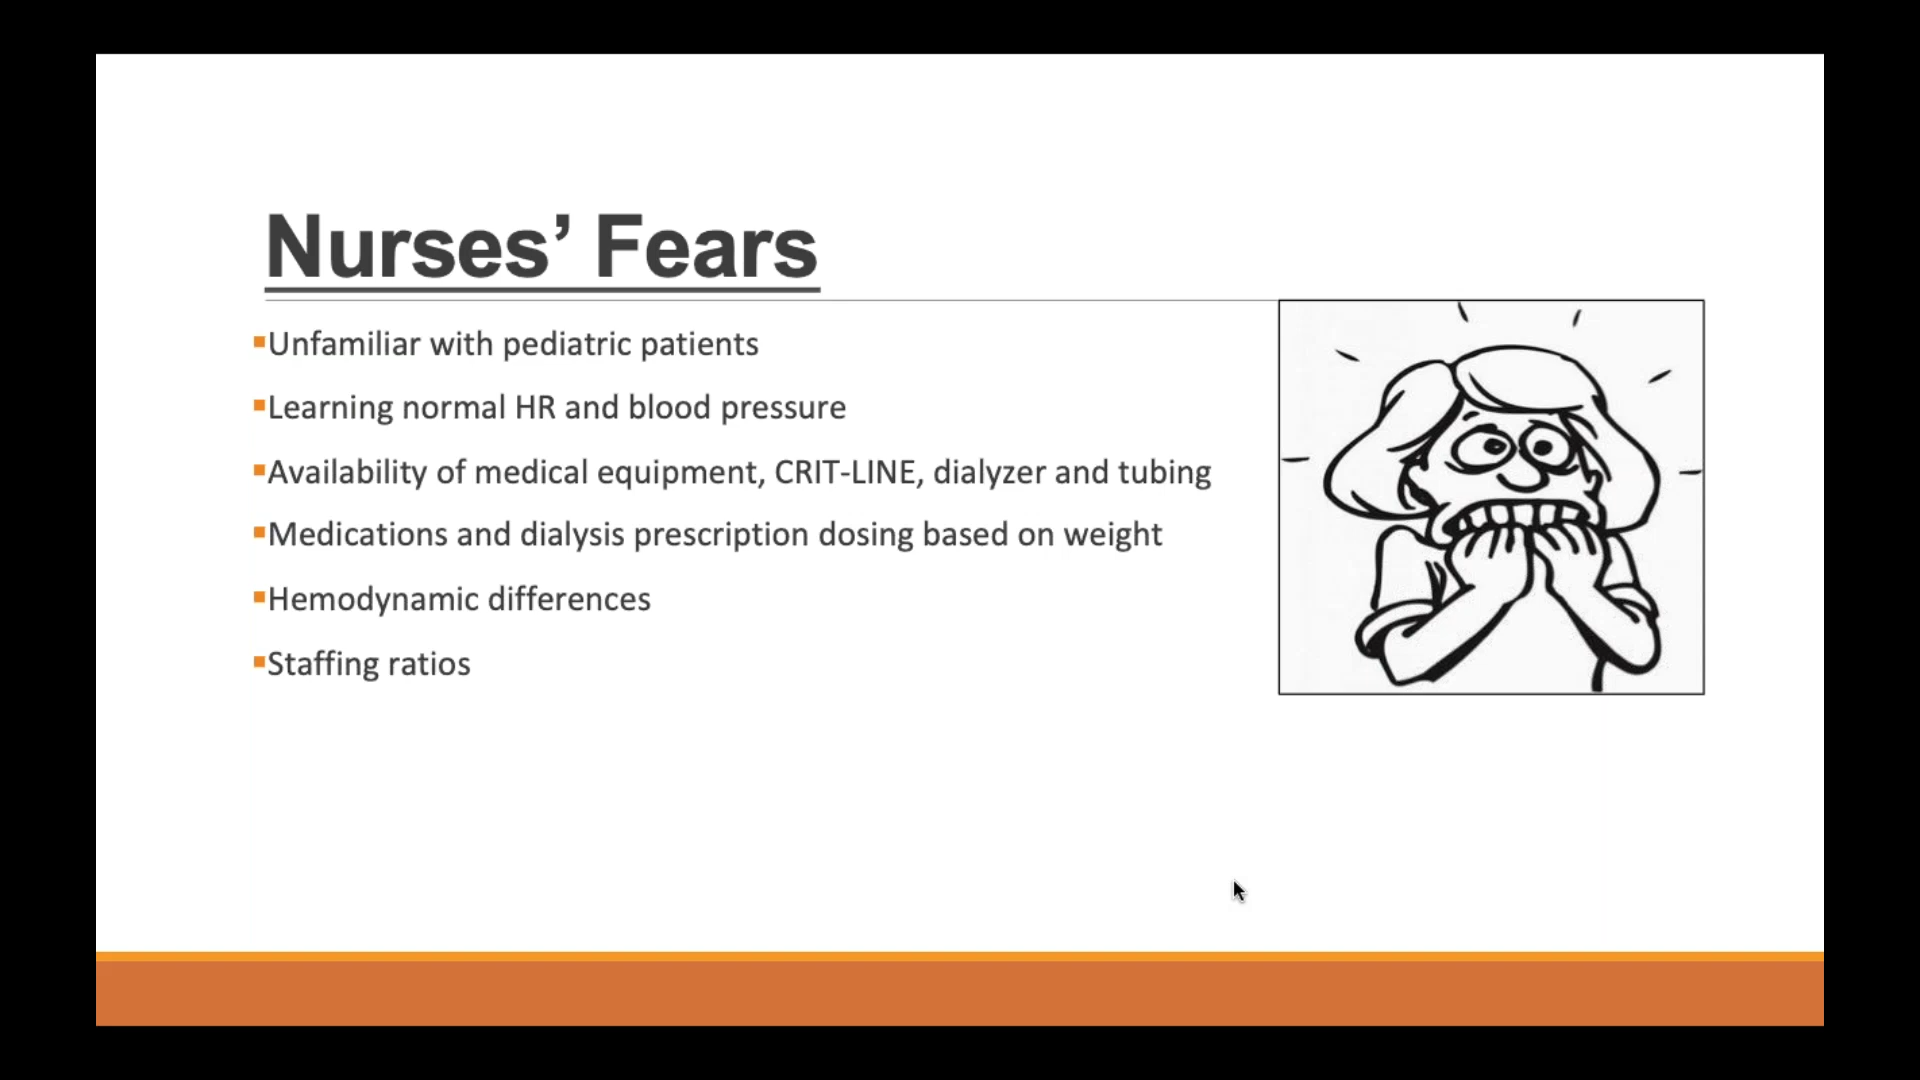 Nurses’ Fears
▪Unfamiliar with pediatric patients
▪Learning normal HR and blood pressure
▪Availability of medical equipment, CRIT-LINE, dialyzer and tubing
▪Medications and dialysis prescription dosing based on weight
▪Hemodynamic differences
▪Staffing ratios